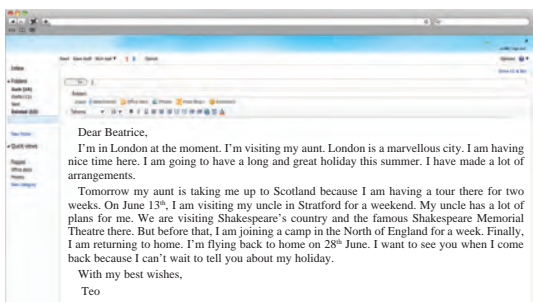 Dear Beatrice,
I'm in London at the moment. I'm visiting my aunt. London is a marvellous city. I am having
nice time here. I am going to have a long and great holiday this summer. I have made a lot of
arrangements.
Tomorrow my aunt is taking me up to Scotland because I am having a tour there for two
weeks. On June 13th, I am visiting my uncle in Stratford for a weekend. My uncle has a lot of
plans for me. We are visiting Shakespeare's country and the famous Shakespeare Memorial
Theatre there. But before that, I am joining a camp in the North of England for a week. Finally,
I am returning to home. I'm flying back to home on 28th June. I want to see you when I come
back because I can't wait to tell you about my holiday.
With my best wishes,
Teo